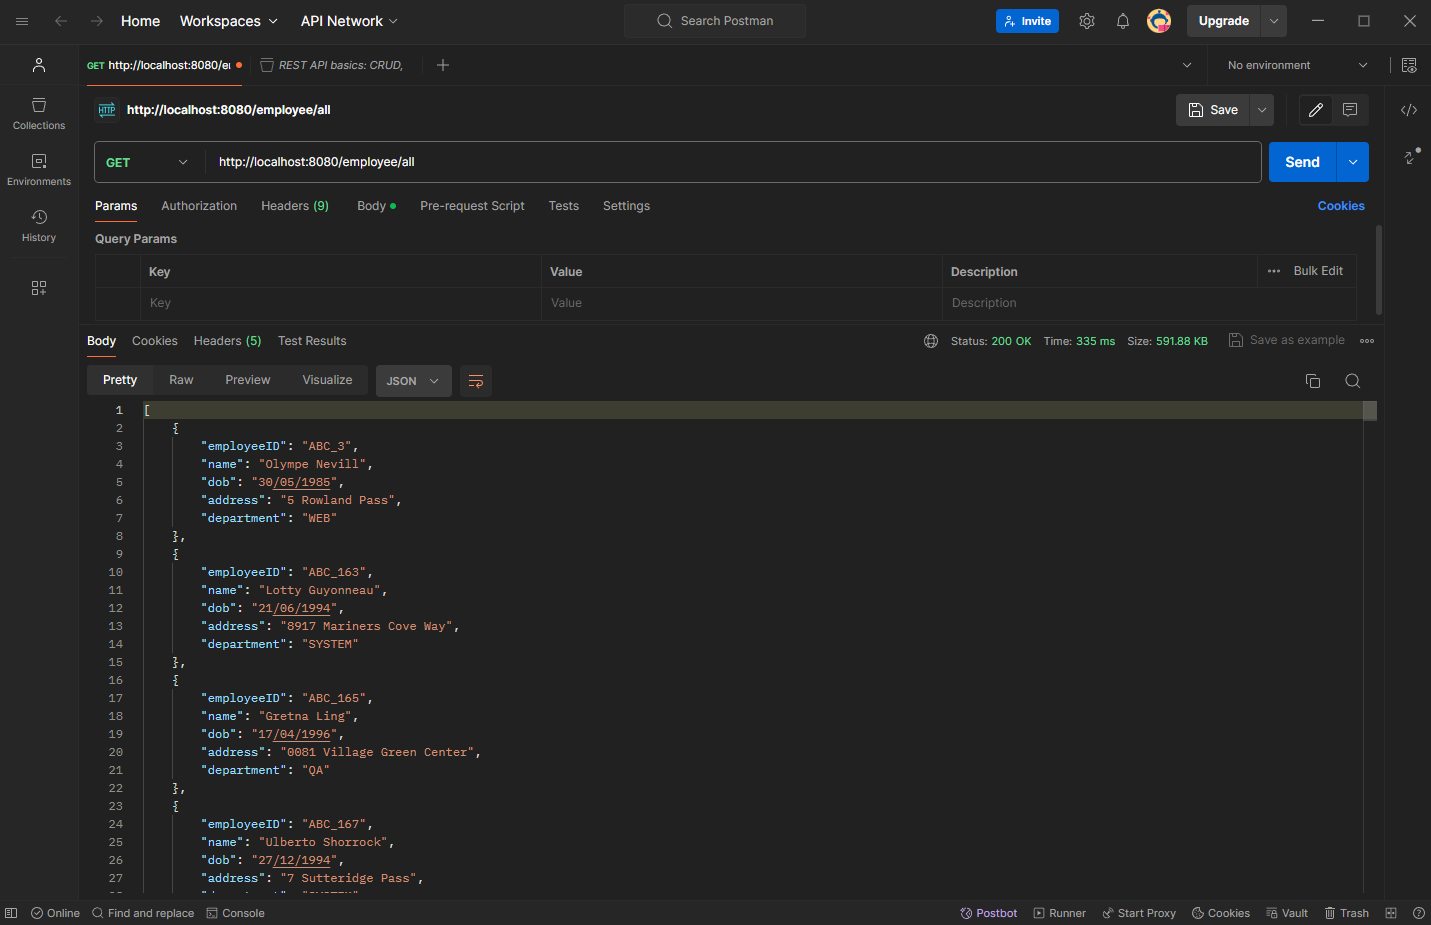 Home Workspaces API Network Search Postman Invite Upgrade
GET http://localhost:8080/e REST API basics: CRUD, No environment
HTTP http://localhost:8080/employee/all Save
Collections
GET http://localhost:8080/employee/all Send
Environments
Params Authorization Headers (9) Body Pre-request Script Tests Settings Cookies
History
Query Params
Key Value Description Bulk Edit
Key Value Description
Body Cookies Headers (5) Test Results Status: 200 OK Time: 335 ms Size: 591.88 KB Save as example
Pretty Raw Preview Visualize JSON
1 [
2 {
3 "employeeID": "ABC_3",
4 "name": "Olympe Nevill",
5 "dob": "30/05/1985",
6 "address": "5 Rowland Pass",
7 "department": "WEB"
8 },
9 {
10 "employeeID": "ABC_163",
11 "name": "Lotty Guyonneau",
12 "dob": "21/06/1994",
13 "address": "8917 Mariners Cove Way",
14 "department": "SYSTEM"
15 },
16 {
17 "employeeID": "ABC_165",
18 "name": "Gretna Ling",
19 "dob": "17/04/1996",
20 "address": "0081 Village Green Center",
21 "department": "QA"
22 },
23 {
24 "employeeID": "ABC_167",
25 "name": "Ulberto Shorrock",
26 "dob": "27/12/1994",
27 "address": "7 Sutteridge Pass",
Online Find and replace Console Postbot Runner Start Proxy Cookies Vault Trash